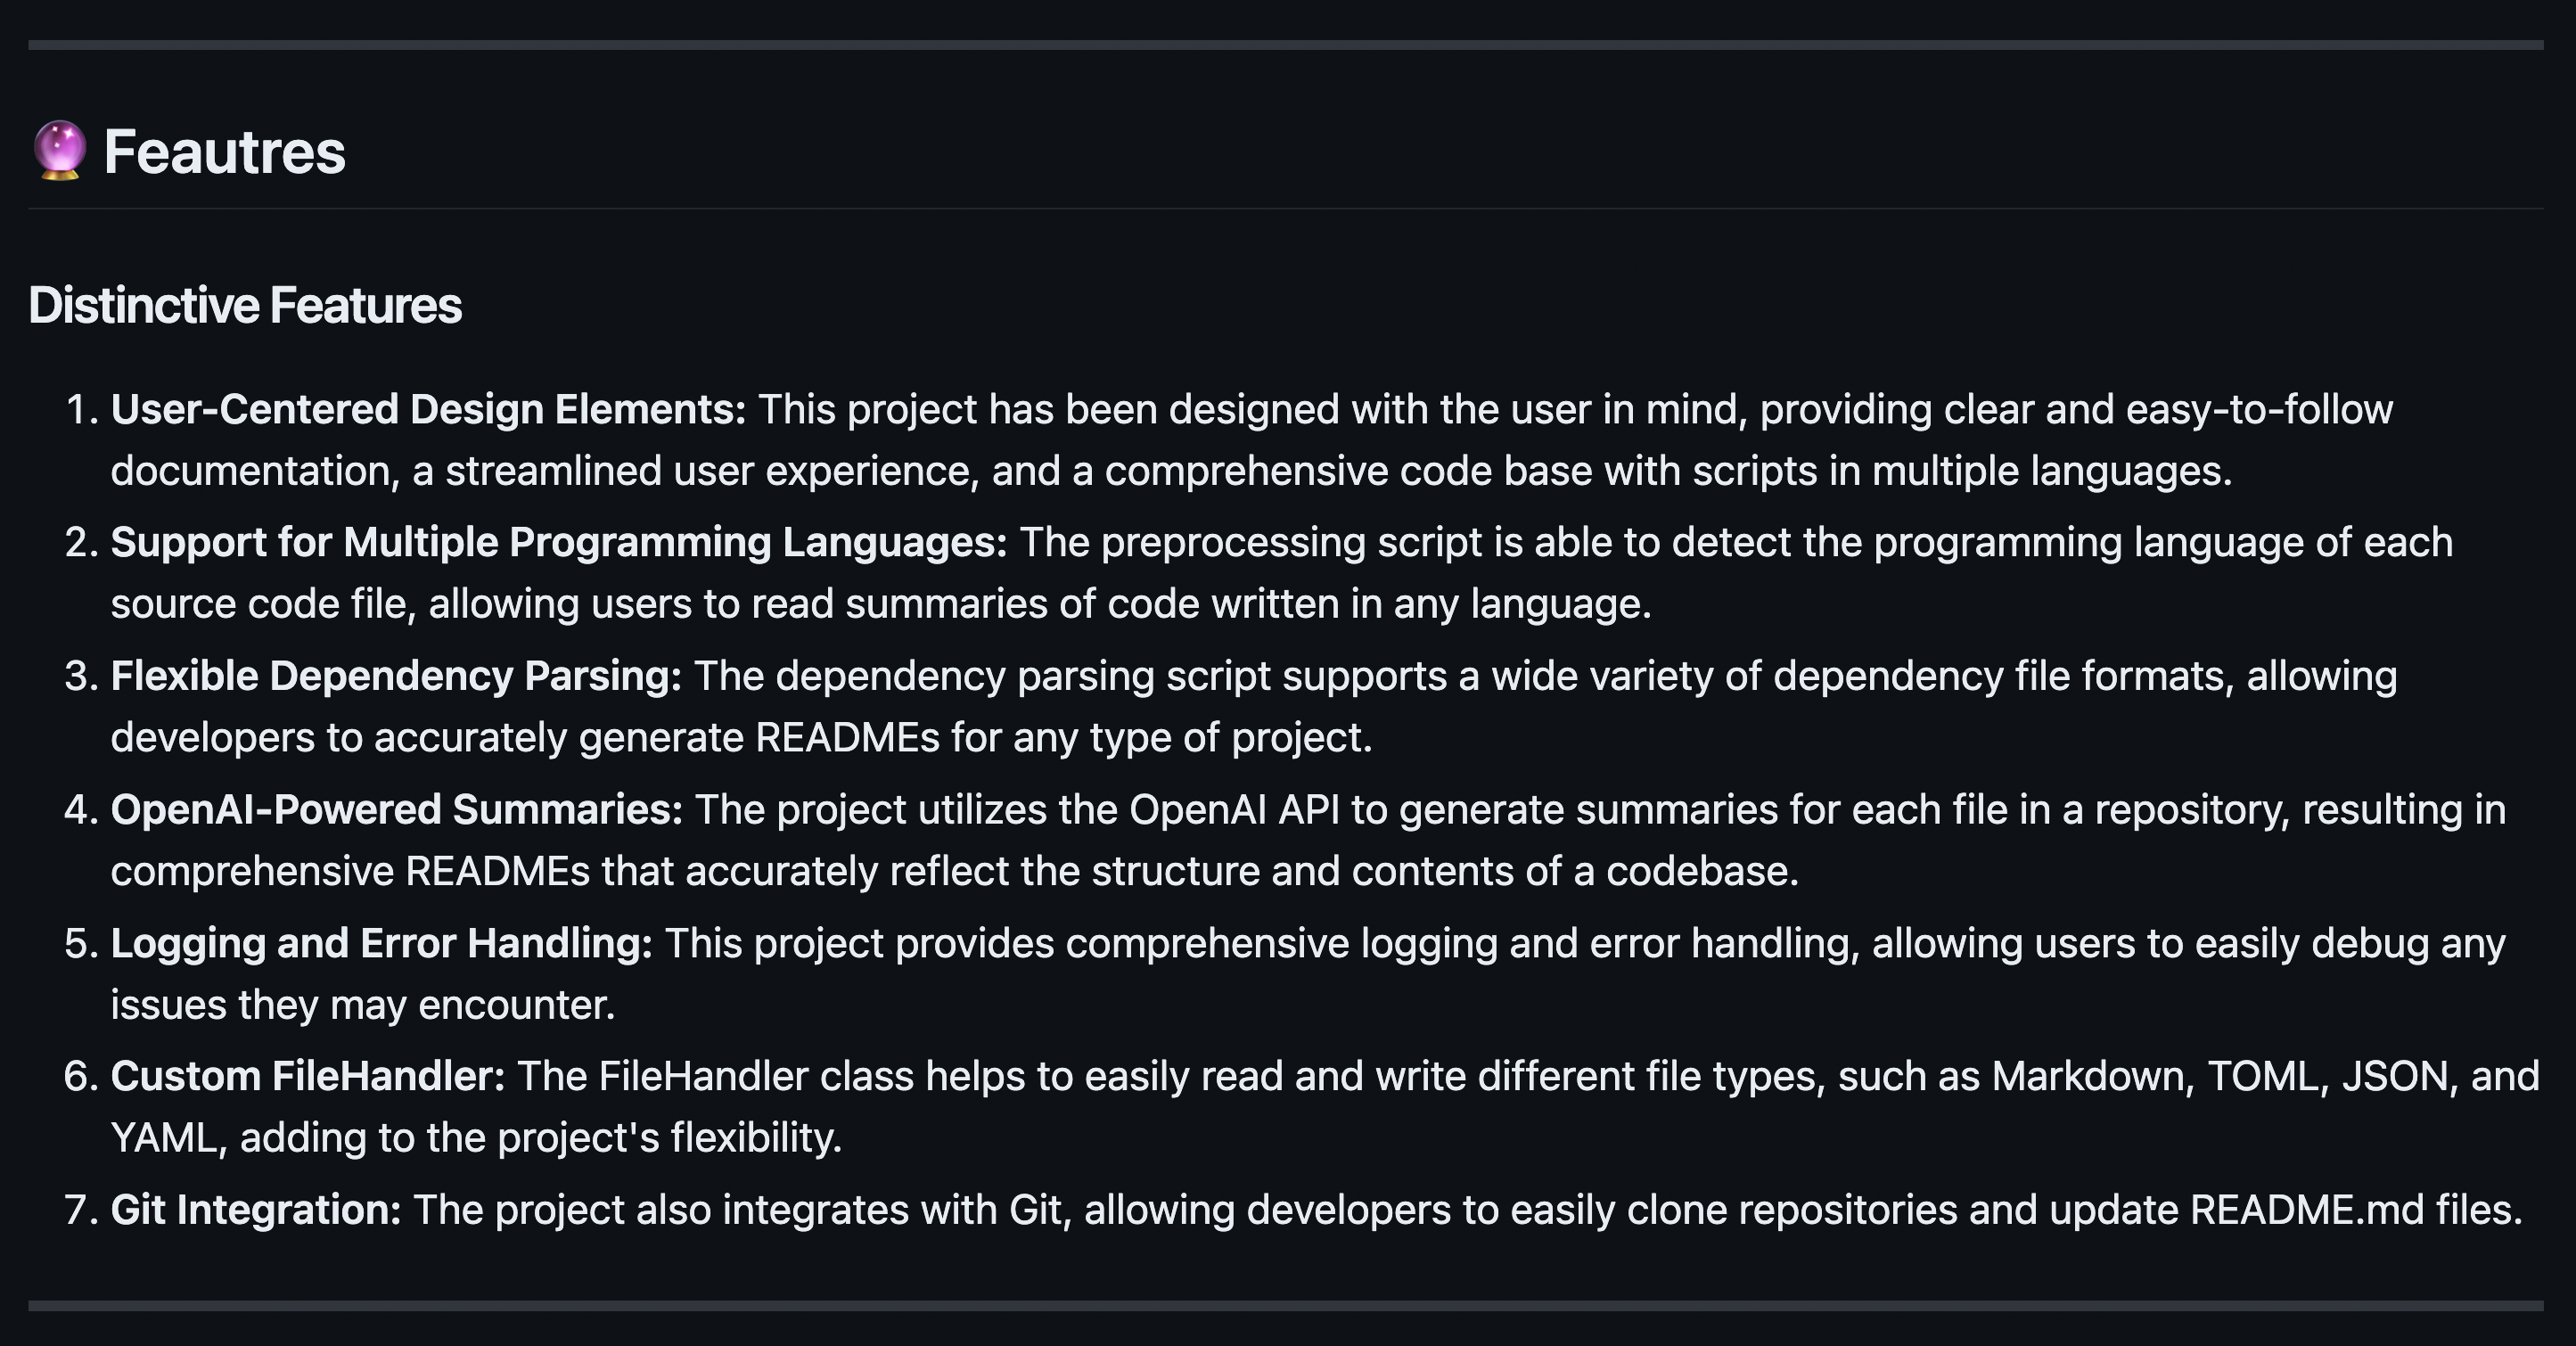 🔮 Feautres
Distinctive Features
1. User-Centered Design Elements: This project has been designed with the user in mind, providing clear and easy-to-follow
documentation, a streamlined user experience, and a comprehensive code base with scripts in multiple languages.
2. Support for Multiple Programming Languages: The preprocessing script is able to detect the programming language of each
source code file, allowing users to read summaries of code written in any language.
3. Flexible Dependency Parsing: The dependency parsing script supports a wide variety of dependency file formats, allowing
developers to accurately generate READMEs for any type of project.
4. OpenAI-Powered Summaries: The project utilizes the OpenAI API to generate summaries for each file in a repository, resulting in
comprehensive READMEs that accurately reflect the structure and contents of a codebase.
5. Logging and Error Handling: This project provides comprehensive logging and error handling, allowing users to easily debug any
issues they may encounter.
6. Custom FileHandler: The FileHandler class helps to easily read and write different file types, such as Markdown, TOML, JSON, and
YAML, adding to the project's flexibility.
7. Git Integration: The project also integrates with Git, allowing developers to easily clone repositories and update README.md files.